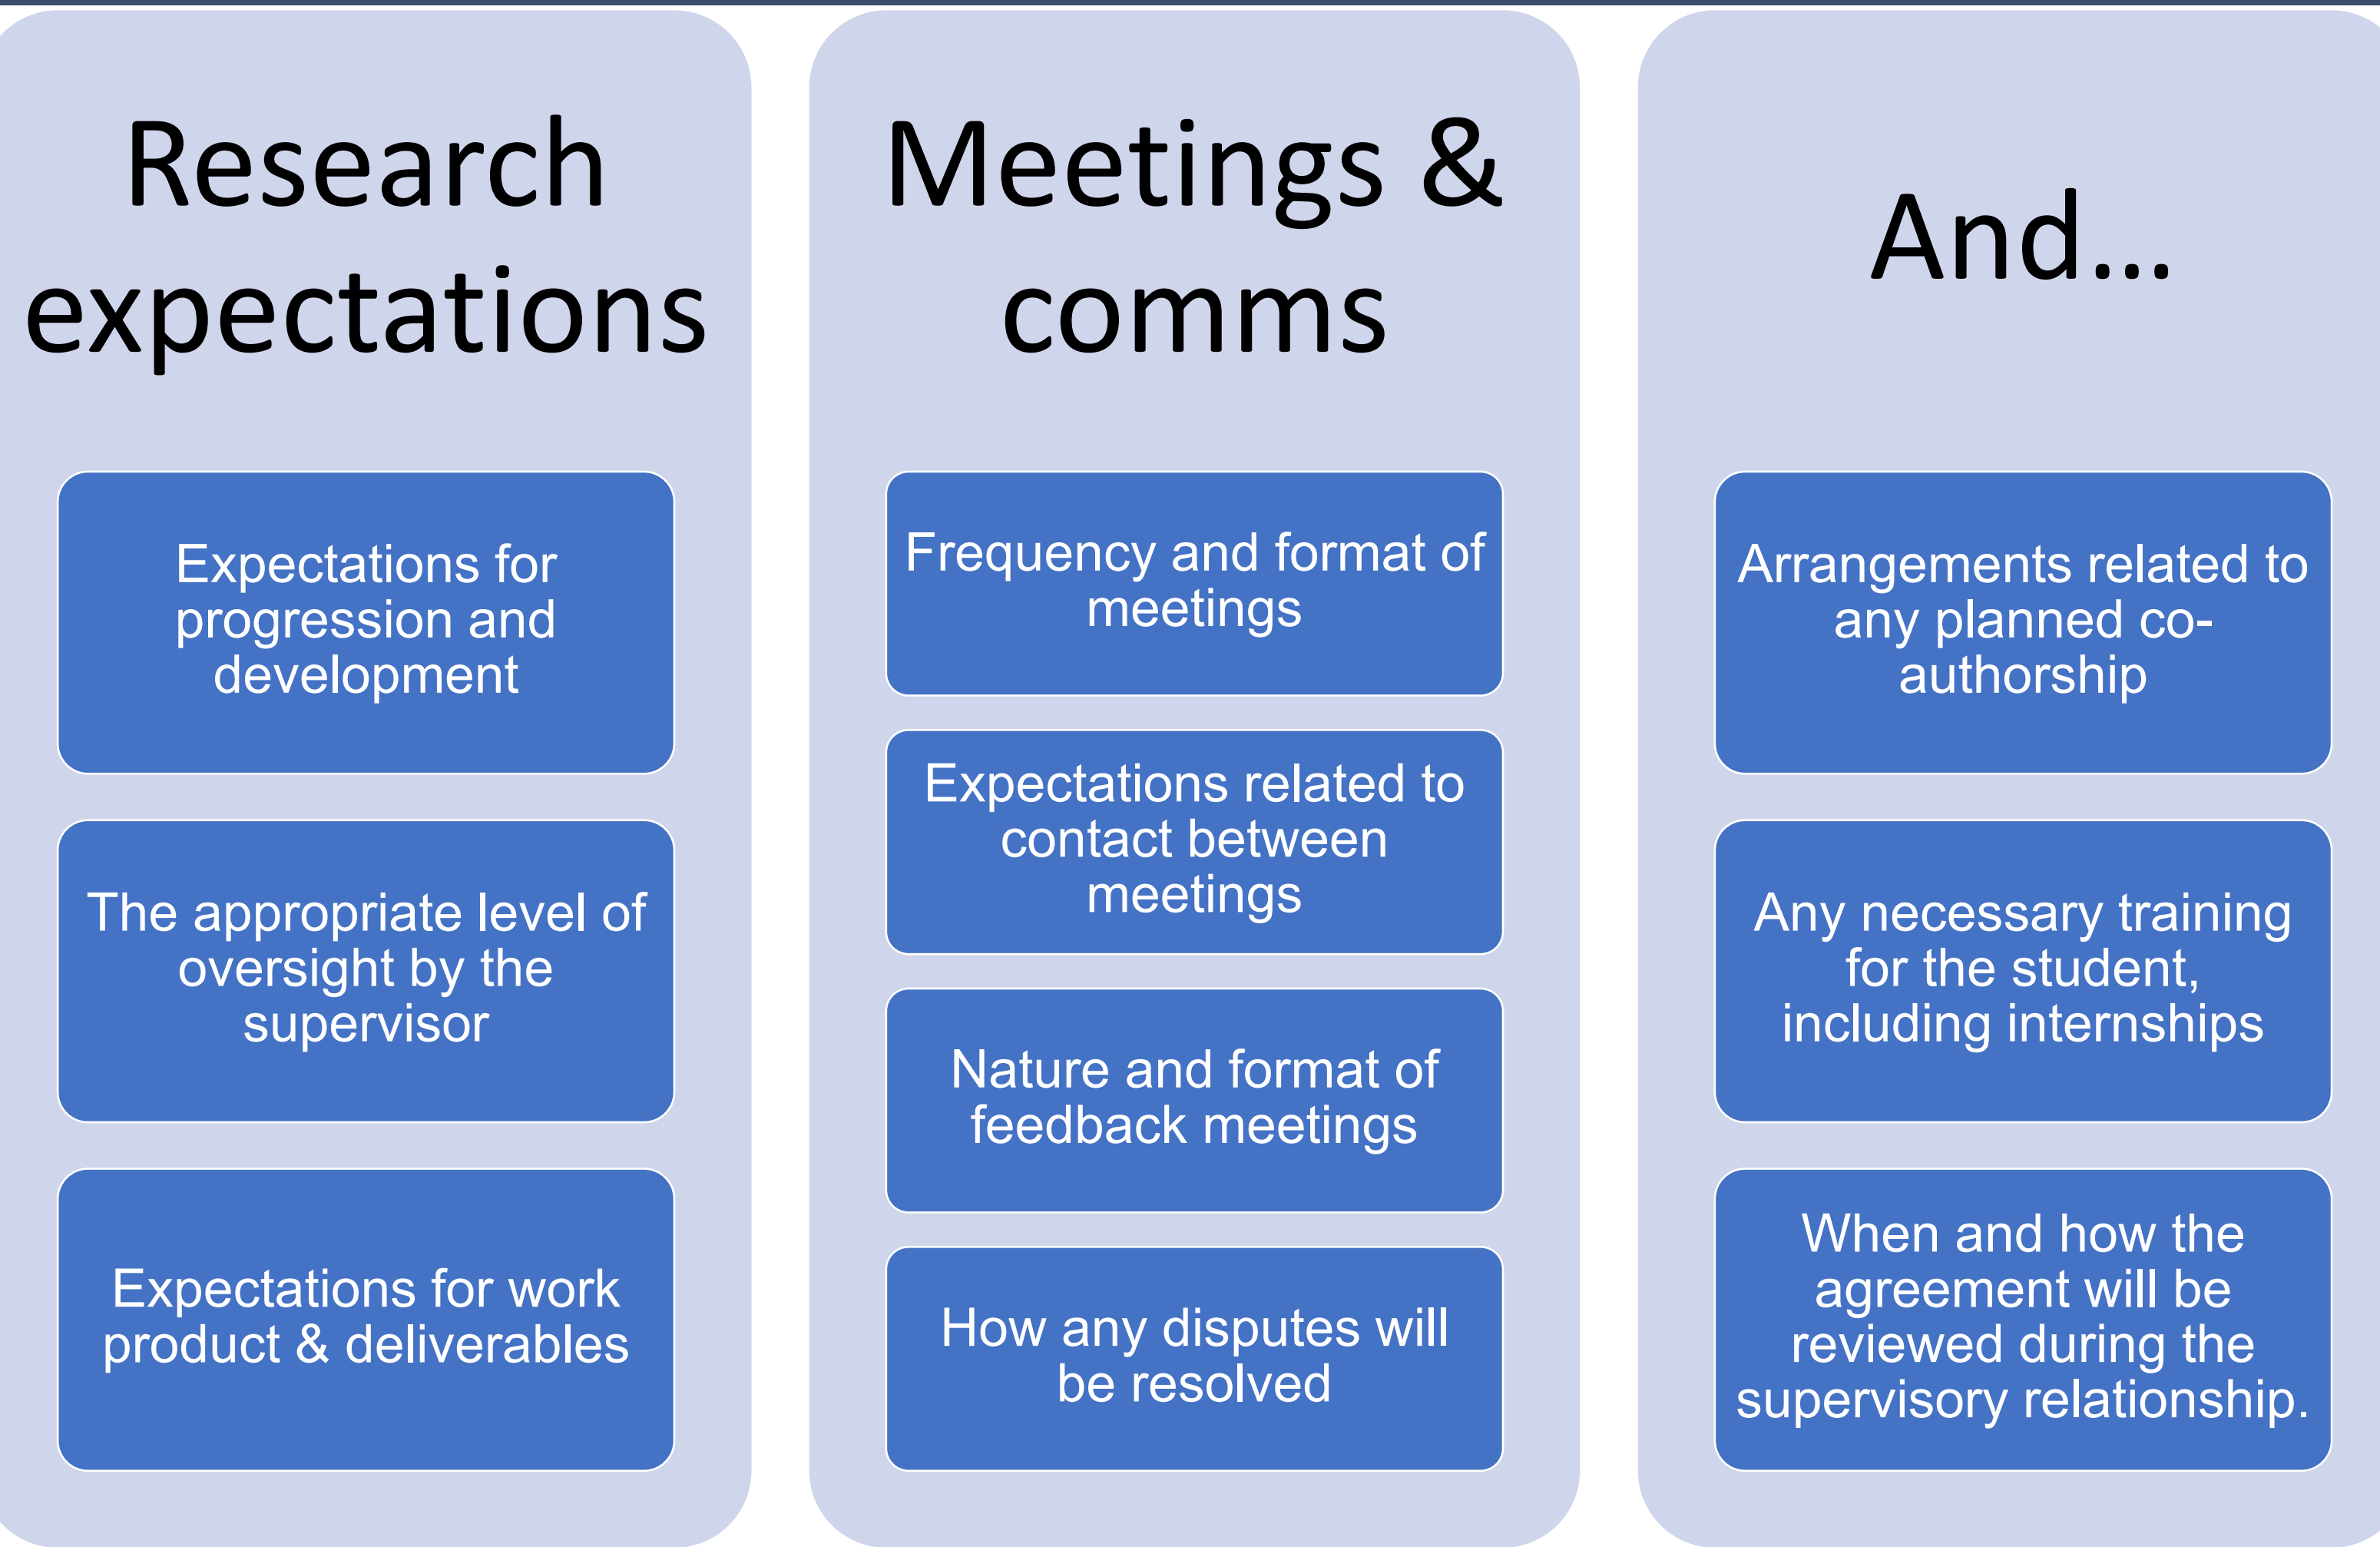 Research
expectations
Expectations for
progression and
development
The appropriate level of
oversight by the
supervisor
Expectations for work
product & deliverables
Meetings &
comms
Frequency and format of
meetings
Expectations related to
contact between
meetings
Nature and format of
feedback meetings
How any disputes will
be resolved
And...
Arrangements related to
any planned co-
authorship
Any necessary training
for the student,
including internships
When and how the
agreement will be
reviewed during the
supervisory relationship.